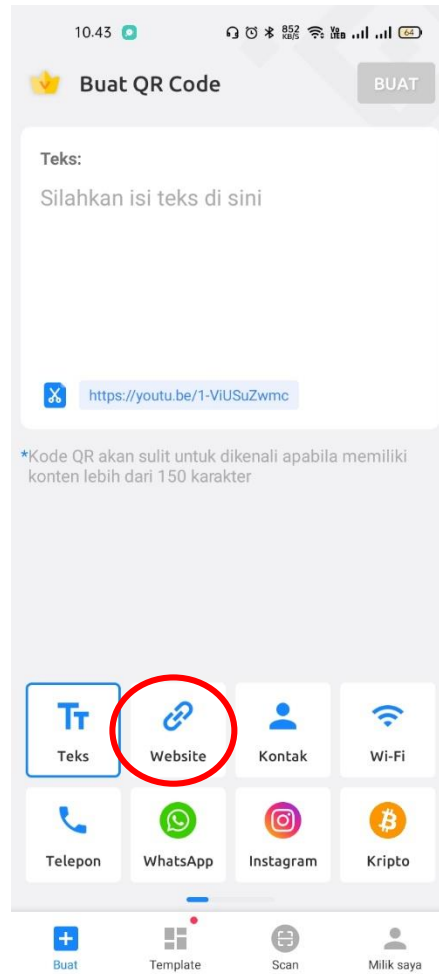 10.43 852 KB/S Vo LTE 64
Buat QR Code BUAT
Teks:
Silahkan isi teks di sini
https://youtu.be/1-ViUSuZwmc
*Kode QR akan sulit untuk dikenali apabila memiliki
konten lebih dari 150 karakter
Teks Website Kontak Wi-Fi
Telepon WhatsApp Instagram Kripto
Buat Template Scan Milik saya